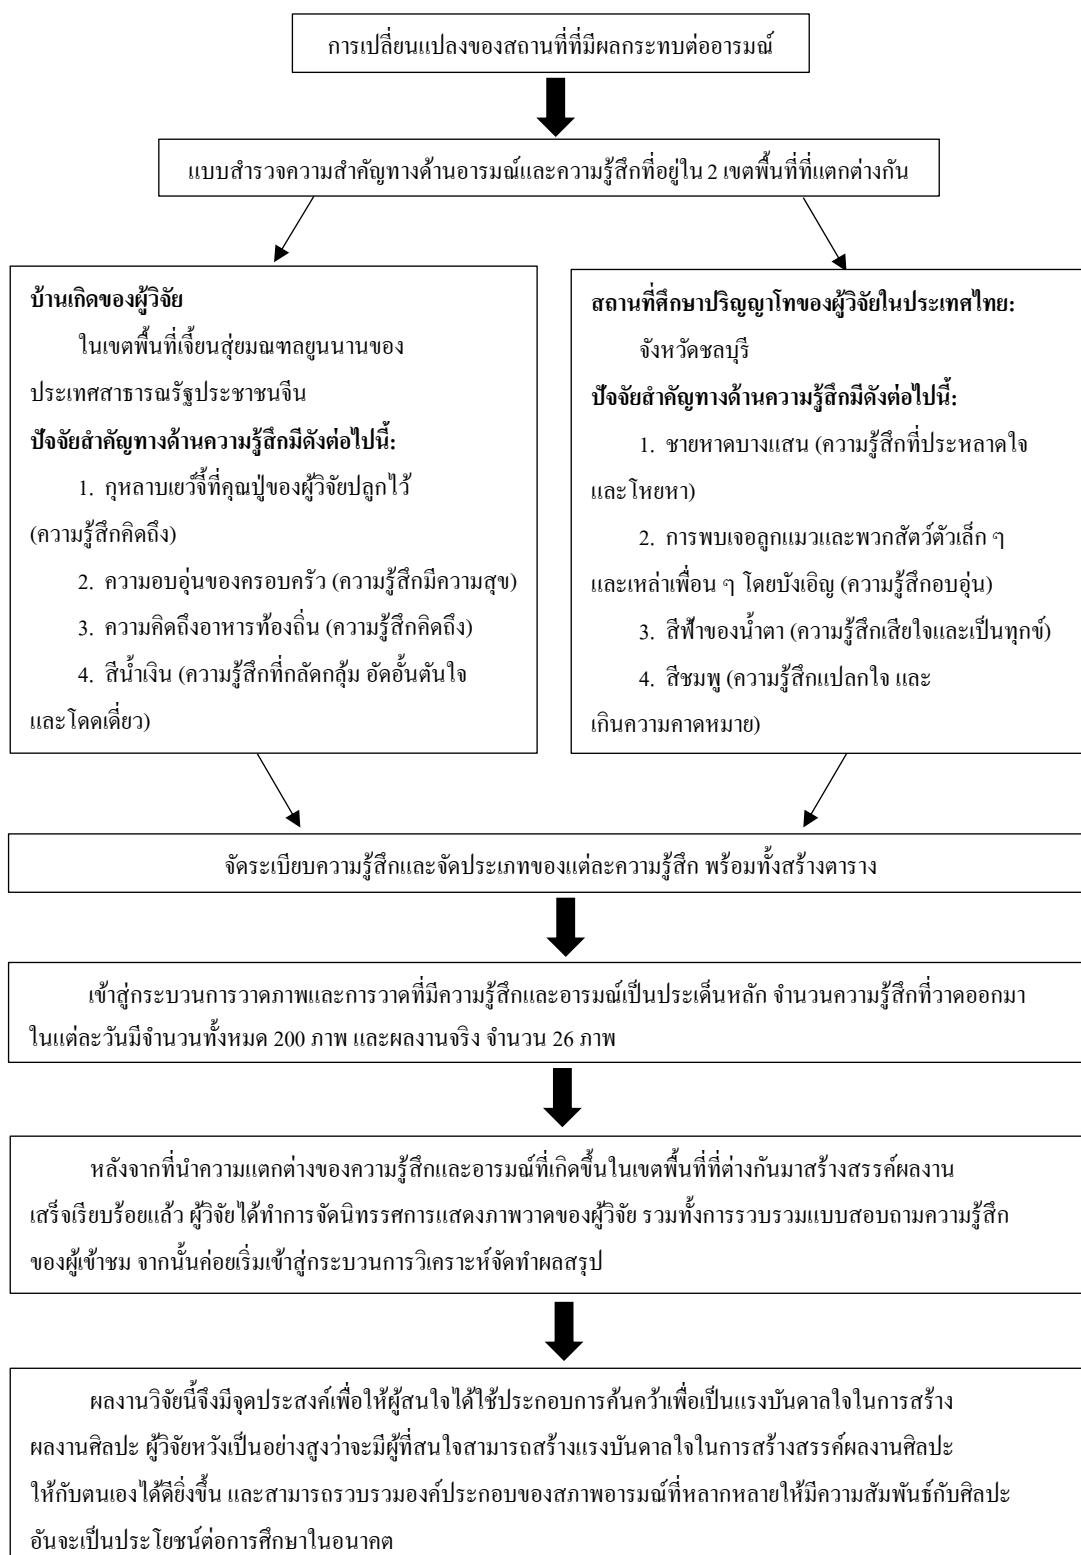 การเปลี่ยนแปลงของสถานที่ที่มีผลกระทบต่ออารมณ์
แบบสำรวจความสำคัญทางด้านอารมณ์และความรู้สึกที่อยู่ใน 2 เขตพื้นที่ที่แตกต่างกัน
บ้านเกิดของผู้วิจัย
ในเขตพื้นที่เจี้ยนสุ่ยมณฑลยูนนานของ
ประเทศสาธารณรัฐประชาชนจีน
ปัจจัยสำคัญทางด้านความรู้สึกมีดังต่อไปนี้:
1. กุหลาบเยว่จี้ที่คุณปู่ของผู้วิจัยปลูกไว้
(ความรู้สึกคิดถึง)
2. ความอบอุ่นของครอบครัว (ความรู้สึกมีความสุข)
3. ความคิดถึงอาหารท้องถิ่น (ความรู้สึกคิดถึง)
4. สีน้ำเงิน (ความรู้สึกที่กลัดกลุ้ม อัดอั้นตันใจ
และโดดเดี่ยว)
สถานที่ศึกษาปริญญาโทของผู้วิจัยในประเทศไทย:
จังหวัดชลบุรี
ปัจจัยสำคัญทางด้านความรู้สึกมีดังต่อไปนี้:
1. ชายหาดบางแสน (ความรู้สึกที่ประหลาดใจ
และโหยหา)
2. การพบเจอลูกแมวและพวกสัตว์ตัวเล็ก ๆ
และเหล่าเพื่อน ๆ โดยบังเอิญ (ความรู้สึกอบอุ่น)
3. สีฟ้าของน้ำตา (ความรู้สึกเสียใจและเป็นทุกข์)
4. สีชมพู (ความรู้สึกแปลกใจ และ
เกินความคาดหมาย)
จัดระเบียบความรู้สึกและจัดประเภทของแต่ละความรู้สึก พร้อมทั้งสร้างตาราง
เข้าสู่กระบวนการวาดภาพและการวาดที่มีความรู้สึกและอารมณ์เป็นประเด็นหลัก จำนวนความรู้สึกที่วาดออกมา
ในแต่ละวันมีจำนวนทั้งหมด 200 ภาพ และผลงานจริง จำนวน 26 ภาพ
หลังจากที่นำความแตกต่างของความรู้สึกและอารมณ์ที่เกิดขึ้นในเขตพื้นที่ที่ต่างกันมาสร้างสรรค์ผลงาน
เสร็จเรียบร้อยแล้ว ผู้วิจัยได้ทำการจัดนิทรรศการแสดงภาพวาดของผู้วิจัย รวมทั้งการรวบรวมแบบสอบถามความรู้สึก
ของผู้เข้าชม จากนั้นค่อยเริ่มเข้าสู่กระบวนการวิเคราะห์จัดทำผลสรุป
ผลงานวิจัยนี้จึงมีจุดประสงค์เพื่อให้ผู้สนใจได้ใช้ประกอบการค้นคว้าเพื่อเป็นแรงบันดาลใจในการสร้าง
ผลงานศิลปะ ผู้วิจัยหวังเป็นอย่างสูงว่าจะมีผู้ที่สนใจสามารถสร้างแรงบันดาลใจในการสร้างสรรค์ผลงานศิลปะ
ให้กับตนเองได้ดียิ่งขึ้น และสามารถรวบรวมองค์ประกอบของสภาพอารมณ์ที่หลากหลายให้มีความสัมพันธ์กับศิลปะ
อันจะเป็นประโยชน์ต่อการศึกษาในอนาคต